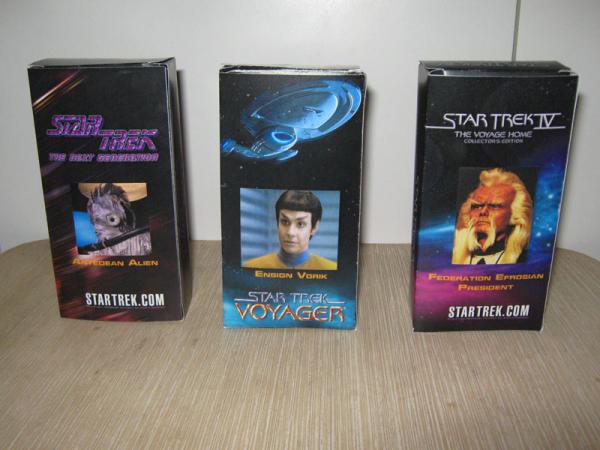 STAR
TREK
THE NEXT GENERATION
ANTEDEAN ALIEN
STARTREK.COM
ENSIGN VORIK
STAR TREK
VOYAGER
STAR TREK IV
THE VOYAGE HOME
COLLECTOR'S EDITION
FEDERATION EFROSIAN
PRESIDENT
STARTREK.COM